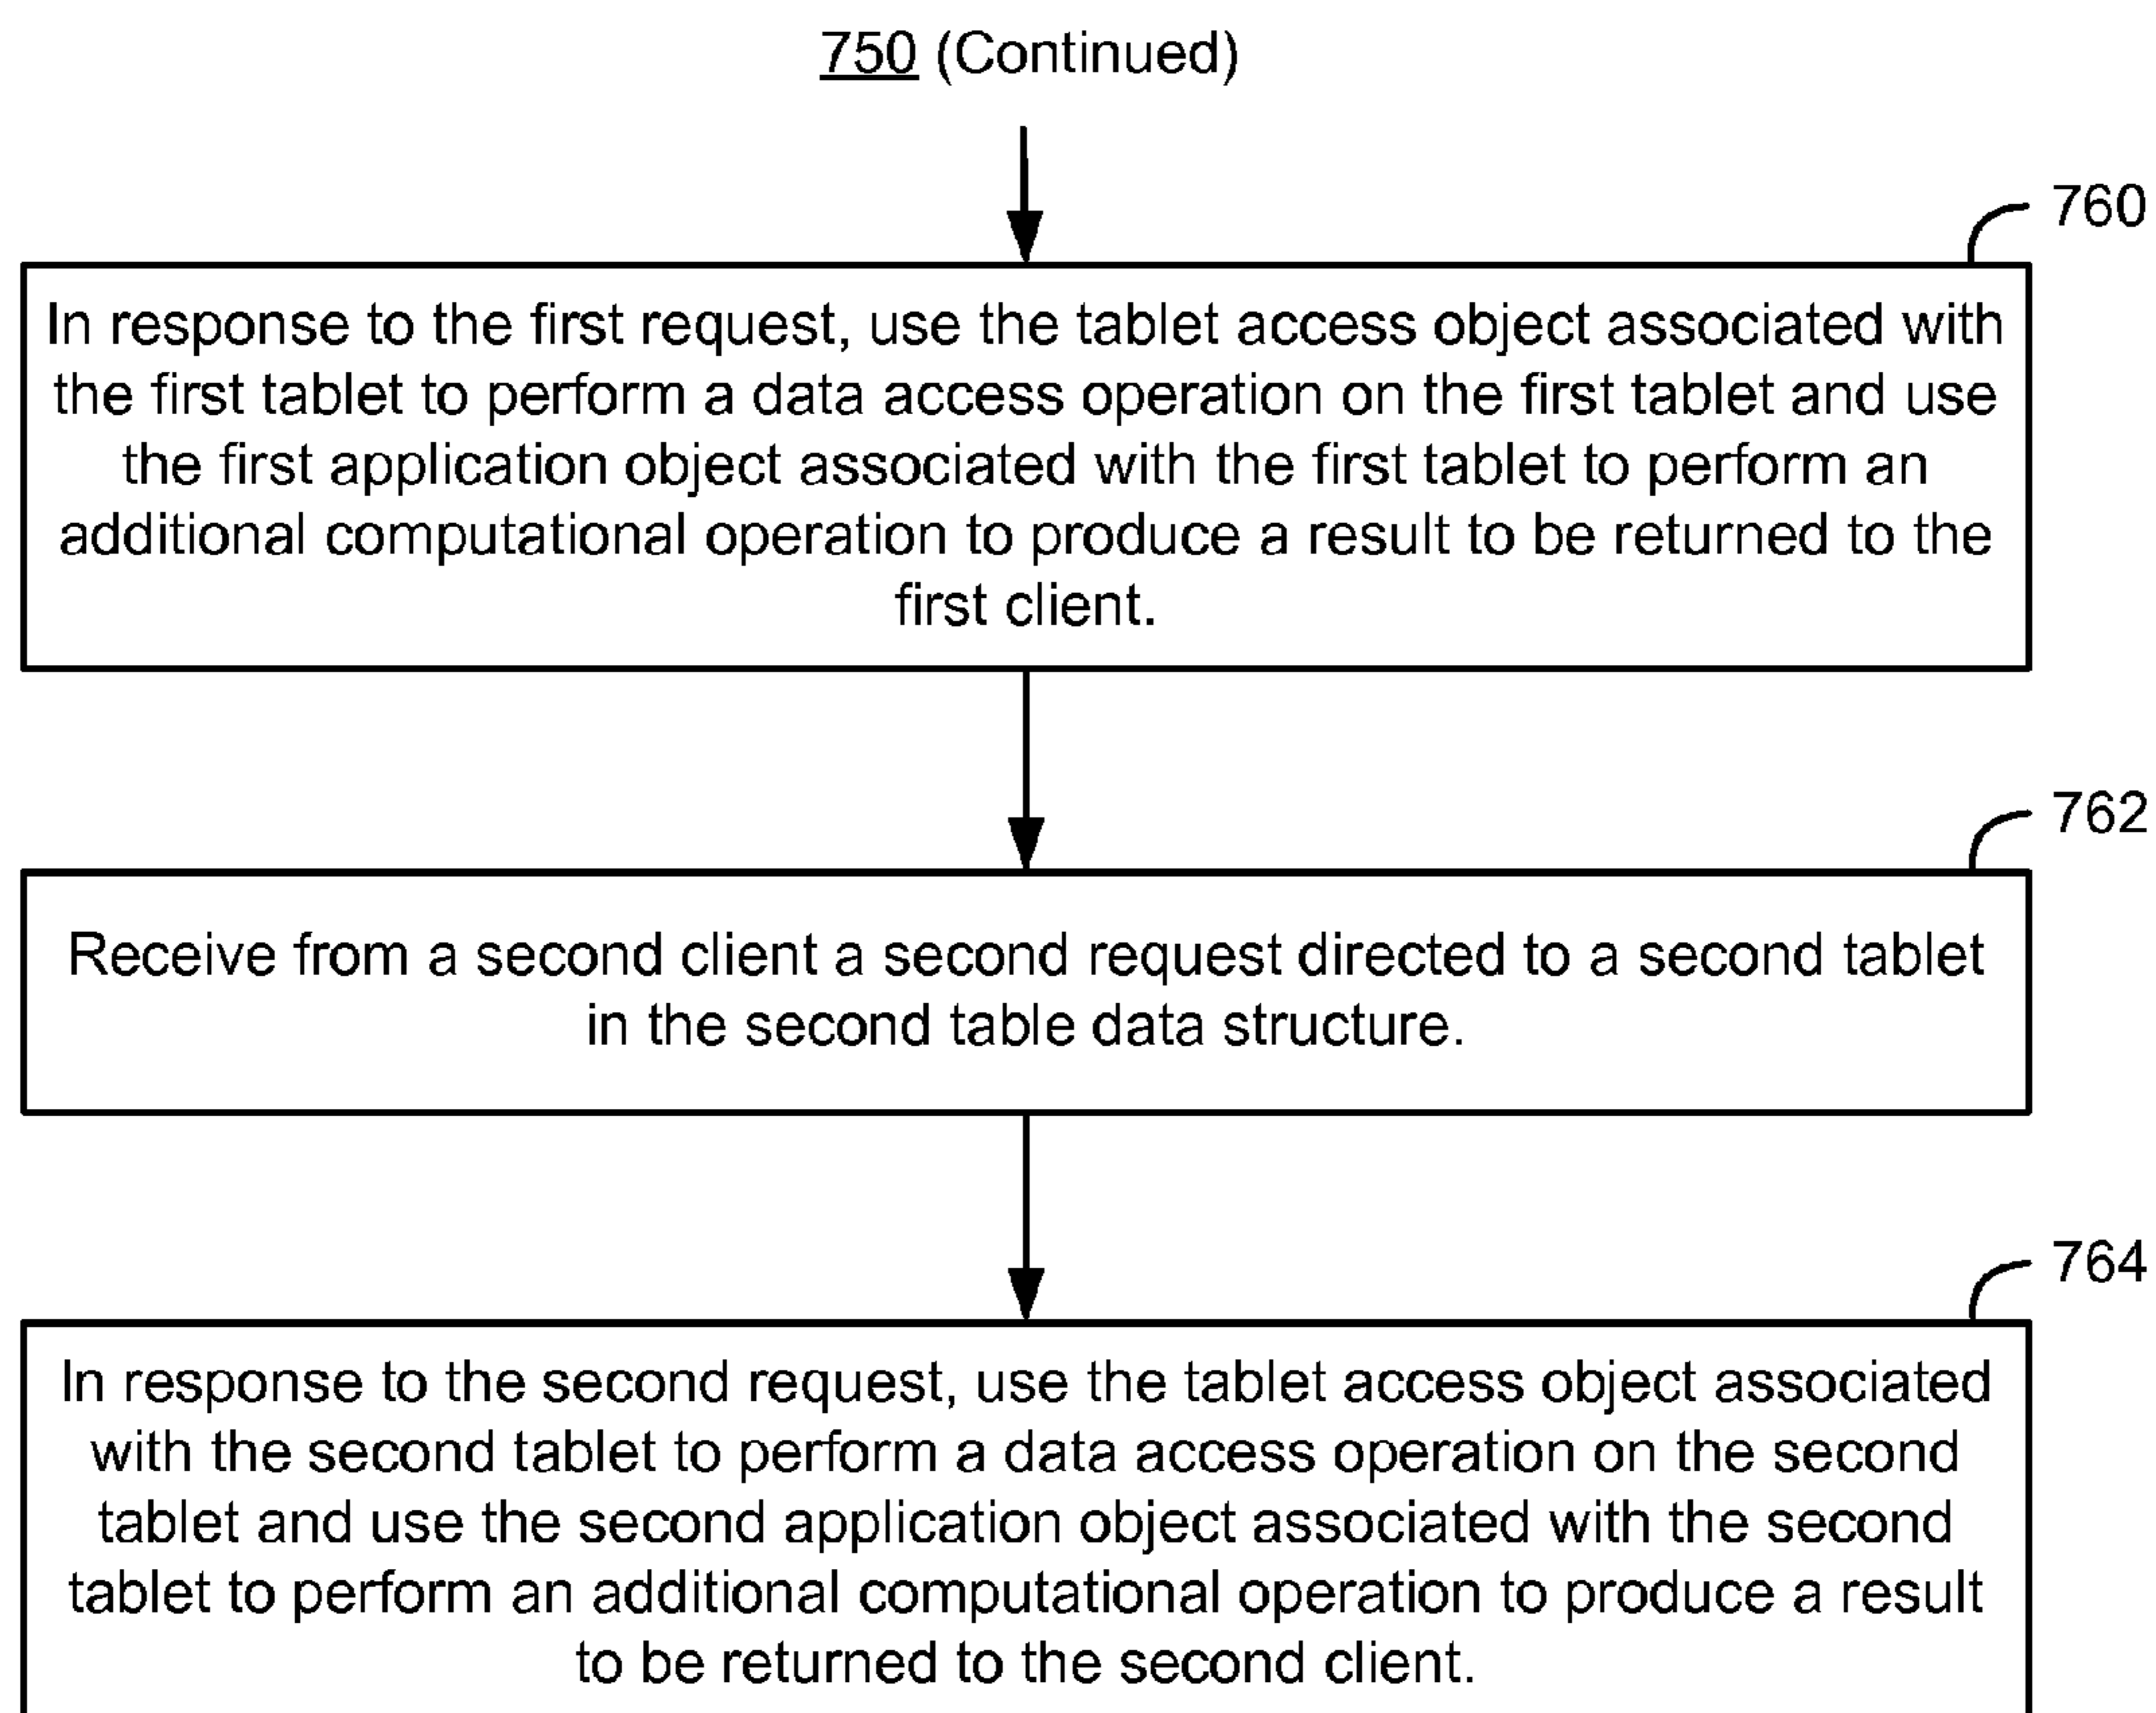 750 (Continued)
760
In response to the first request, use the tablet access object associated with
the first tablet to perform a data access operation on the first tablet and use
the first application object associated with the first tablet to perform an
additional computational operation to produce a result to be returned to the
first client.
762
Receive from a second client a second request directed to a second tablet
in the second table data structure.
764
In response to the second request, use the tablet access object associated
with the second tablet to perform a data access operation on the second
tablet and use the second application object associated with the second
tablet to perform an additional computational operation to produce a result
to be returned to the second client.